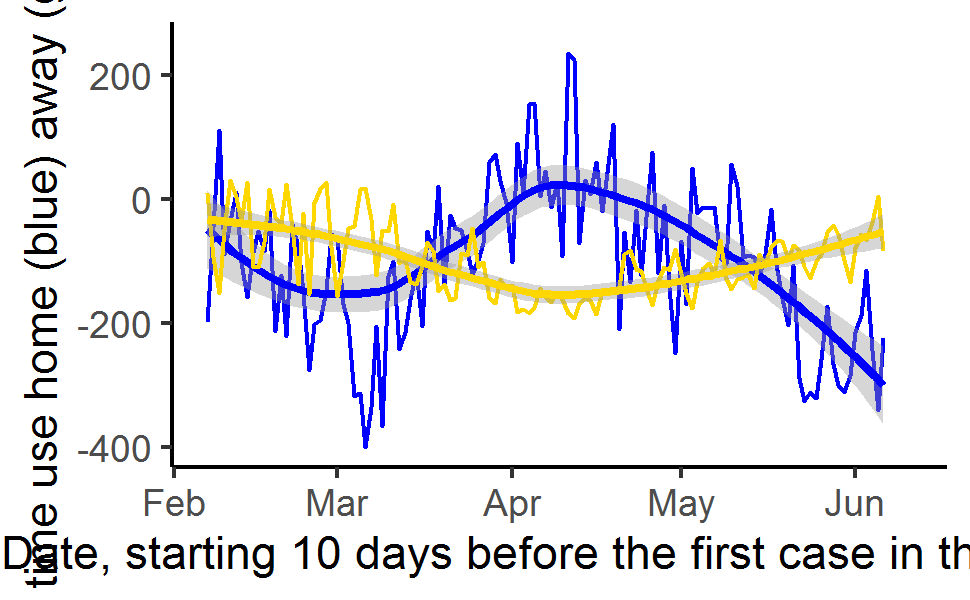 time use home (blue) away (
200
0
-200
-400
Feb Mar Apr May Jun
Date, starting 10 days before the first case in th